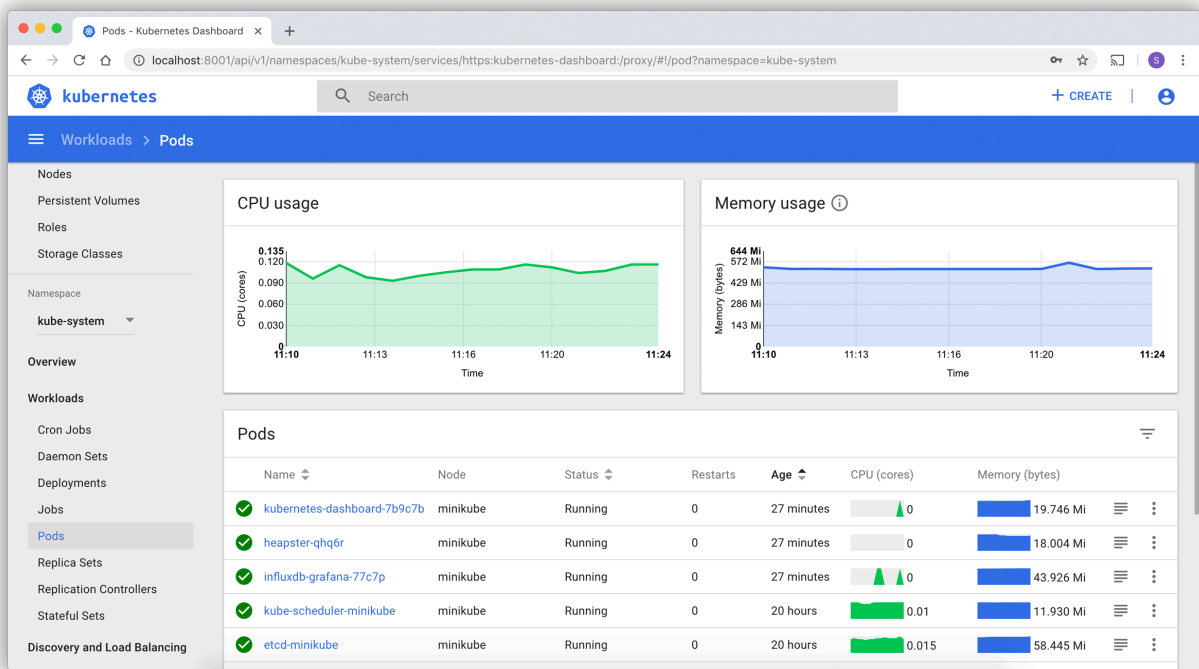 Pods - Kubernetes Dashboard
localhost:8001/api/v1/namespaces/kube-system/services/https:kubernetes-dashboard:/proxy/#!/pod?namespace=kube-system
S
kubernetes
Search
CREATE
Workloads > Pods
Nodes
Persistent Volumes
Roles
Storage Classes
Namespace
kube-system
Overview
Workloads
Cron Jobs
Daemon Sets
Deployments
Jobs
Pods
Replica Sets
Replication Controllers
Stateful Sets
Discovery and Load Balancing
CPU usage
CPU (cores)
0.135
0.120
0.090
0.060
0.030
0
11:10 11:13 11:16 11:20 11:24
Time
Memory usage
Memory (bytes)
644 Mi
572 Mi
429 Mi
286 Mi
143 Mi
0
11:10 11:13 11:16 11:20 11:24
Time
Pods
Name Node Status Restarts Age CPU (cores) Memory (bytes)
kubernetes-dashboard-7b9c7b minikube Running 0 27 minutes 0 19.746 Mi
heapster-qhq6r minikube Running 0 27 minutes 0 18.004 Mi
influxdb-grafana-77c7p minikube Running 0 27 minutes 0 43.926 Mi
kube-scheduler-minikube minikube Running 0 20 hours 0.01 11.930 Mi
etcd-minikube minikube Running 0 20 hours 0.015 58.445 Mi